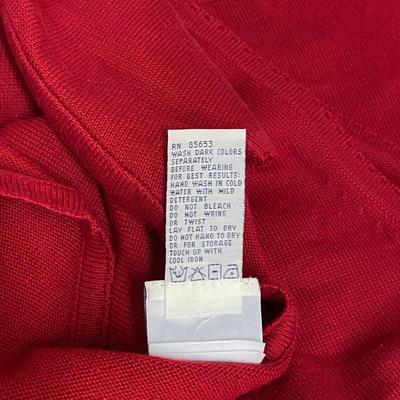 RN 85653
WASH DARK COLORS
SEPARATELY
BEFORE WEARING
FOR BEST RESULTS:
HAND WASH IN COLD
WATER WITH MILD
DETERGENT
DO NOT BLEACH
DO NOT WRING
OR TWIST
LAY FLAT TO DRY
DO NOT HANG TO DRY
OR FOR STORAGE
TOUCH UP WITH
COOL IRON